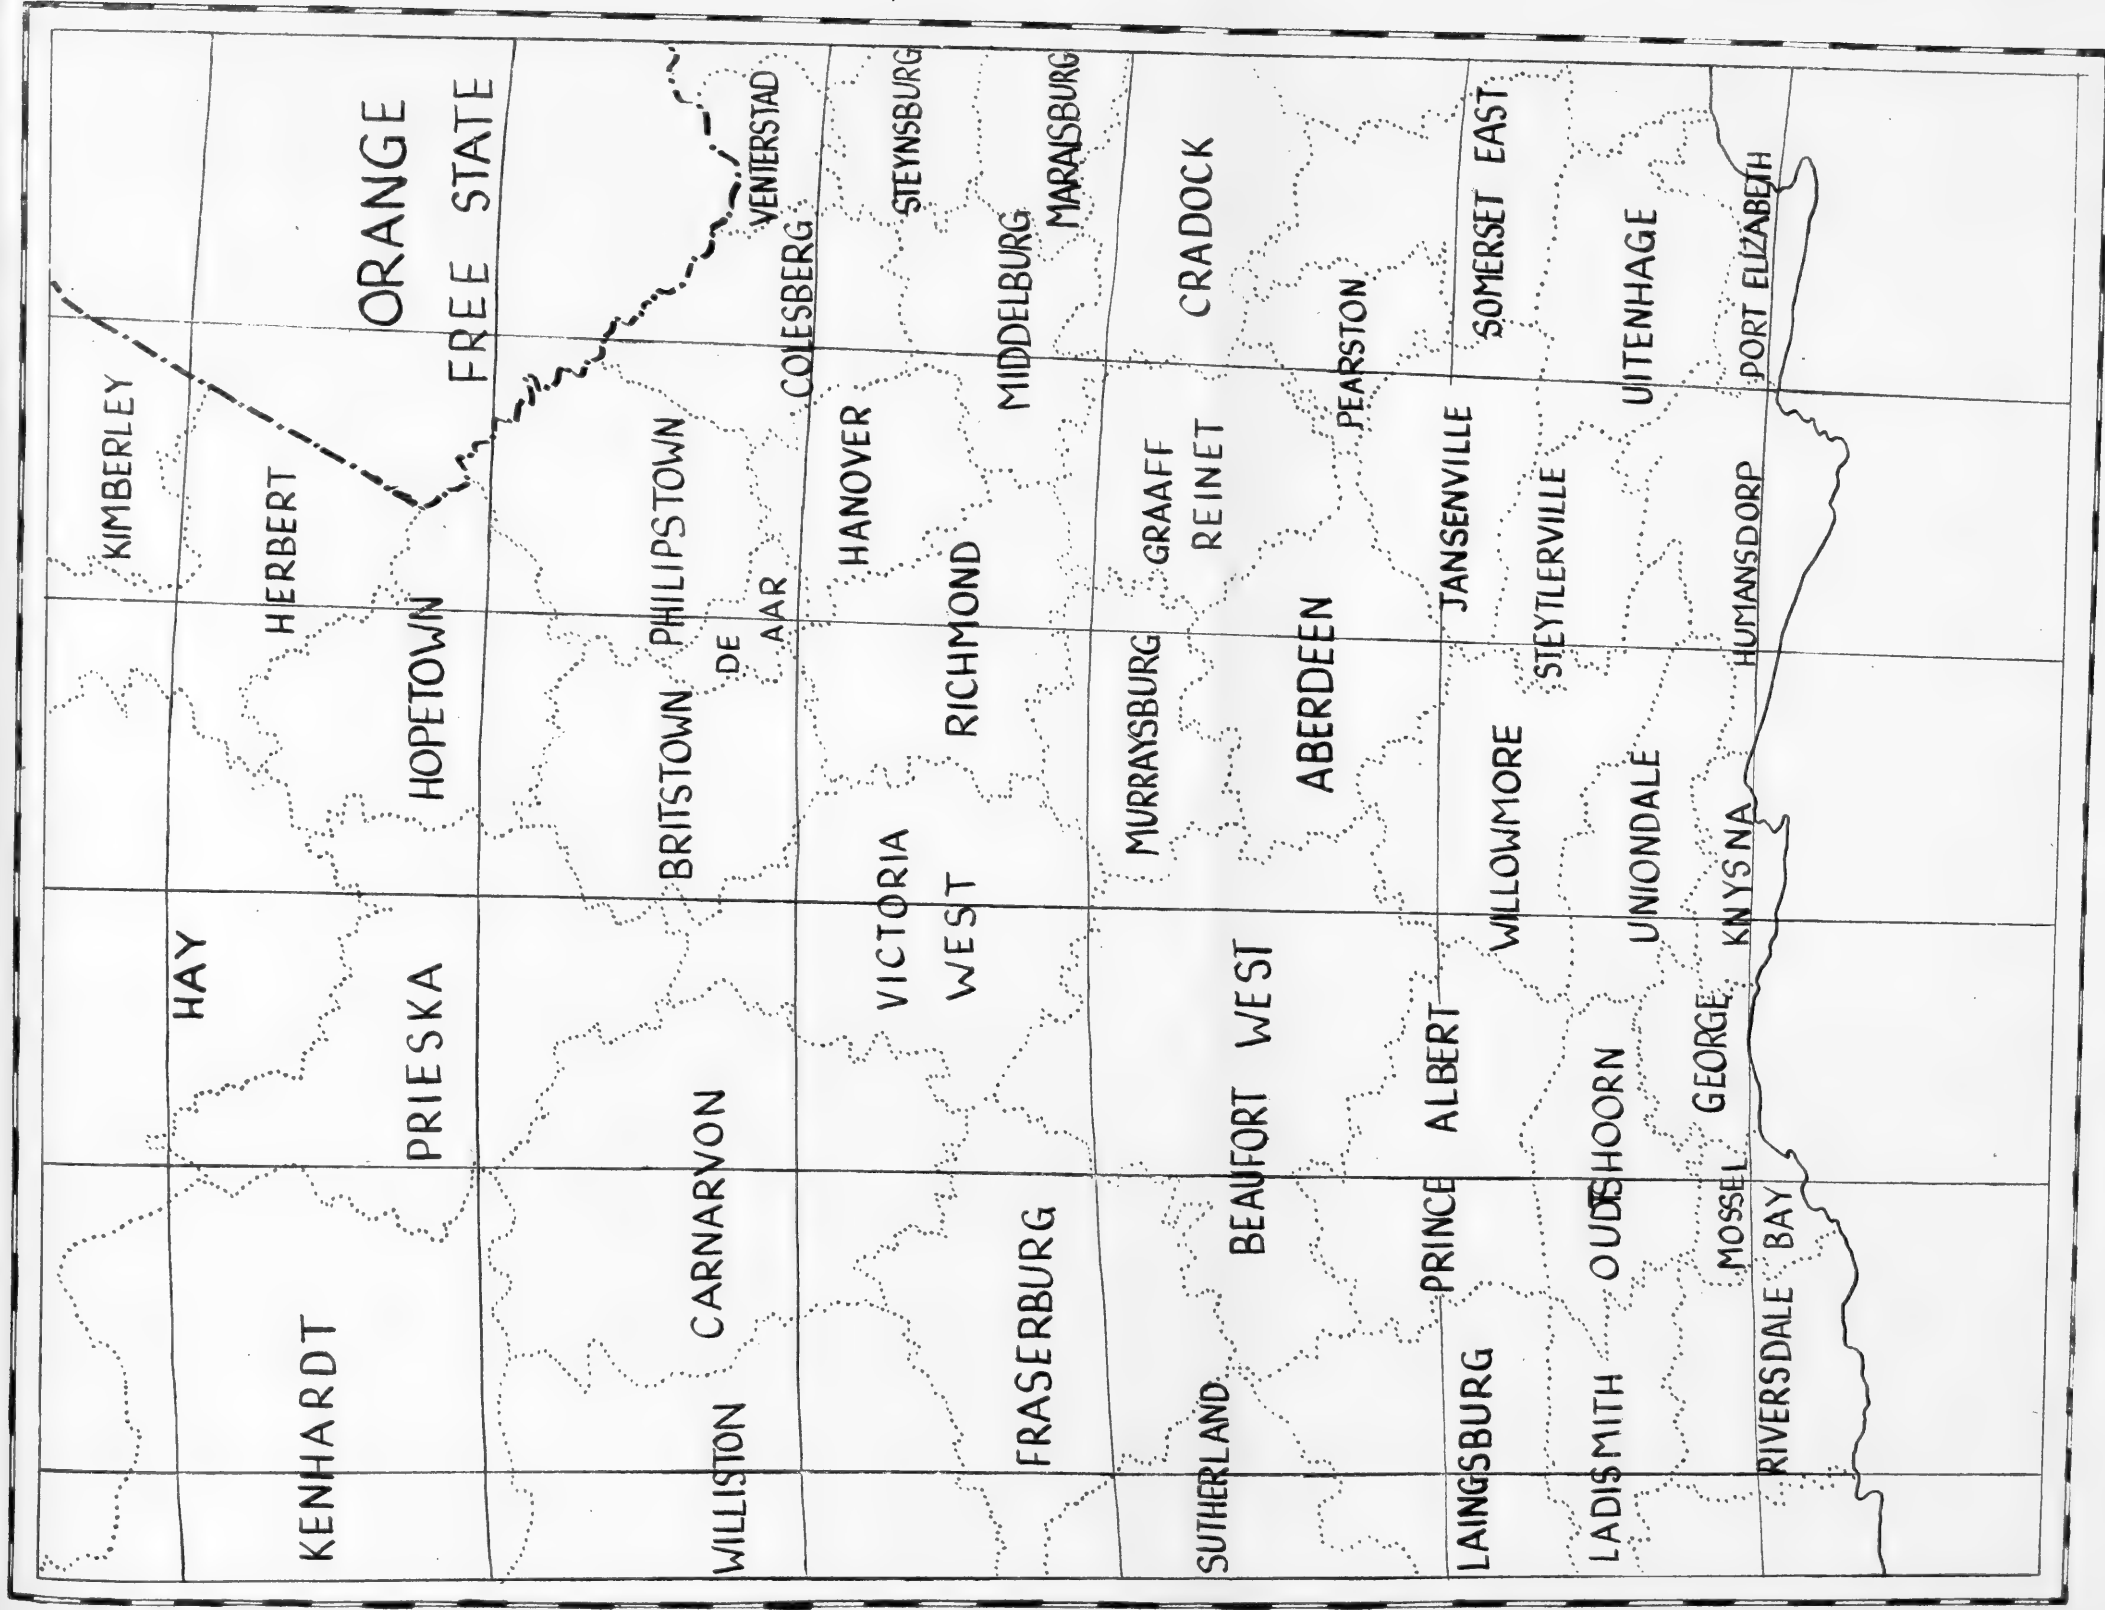 KIMBERLEY
HERBERT
ORANGE
FREE STATE
HAY
HOPETOWN
PRIESKA
KENHARDT
PHILIPSTOWN
VENTERSTAD
COLESBERG
DE
AAR
BRITSTOWN
CARNARVON
WILLISTON
STEYNSBURG
HANOVER
MIDDELBURG
MARAISBURG
RICHMOND
VICTORIA
WEST
FRASERBURG
CRADOCK
GRAAFF
REINET
MURRAYSBURG
BEAUFORT WEST
SUTHERLAND
PEARSTON
ABERDEEN
SOMERSET EAST
JANSENVILLE
STEYTLERVILLE
WILLOWMORE
PRINCE ALBERT
LAINGSBURG
UITENHAGE
PORT ELIZABETH
HUMANSDORP
UNIONDALE
KNYSNA
GEORGE
OUDTSHOORN
MOSSEL
BAY
LADISMITH
RIVERSDALE